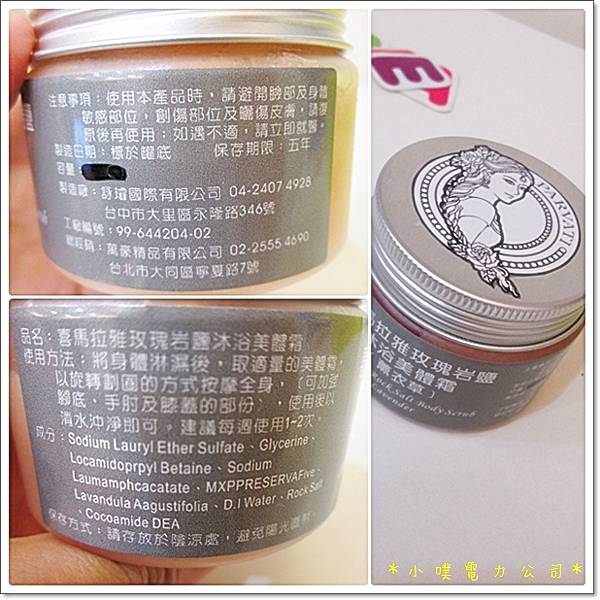 注意事項：使用本產品時，請避開臉部及身體
敏感部位，創傷部位及曬傷皮膚，請復
原後再使用；如遇不適，請立即就醫。
製造日期：標於罐底 保存期限：五年
容量
製造廠：詠璿國際有限公司 04-2407 4928
台中市大里區永隆路346號
工廠編號：99-644204-02
總經銷：萬豪精品有限公司 02-2555 4690
台北市大同區寧夏路7號
品名：喜馬拉雅玫瑰岩鹽沐浴美體霜
使用方法：將身體淋濕後，取適量的美體霜，
以旋轉劃圈的方式按摩全身，（可加強
腳底，手肘及膝蓋的部份），使用後以
清水沖淨即可。建議每週使用1~2次。
成分：Sodium Lauryl Ether Sulfate、Glycerine、
Locamidoprpyl Betaine、Sodium
Laumamphcacatate、MXPPRESERVAFive、
Lavandula Aagustifolia、D.I Water、Rock Salt
、Cocoamide DEA
保存方式：請存放於陰涼處，避免陽光直射。
PARVATI
拉雅玫瑰岩鹽
沐浴美體霜
薰衣草
Rock Salt Body Scrub
Lavender
*小噗電力公司*